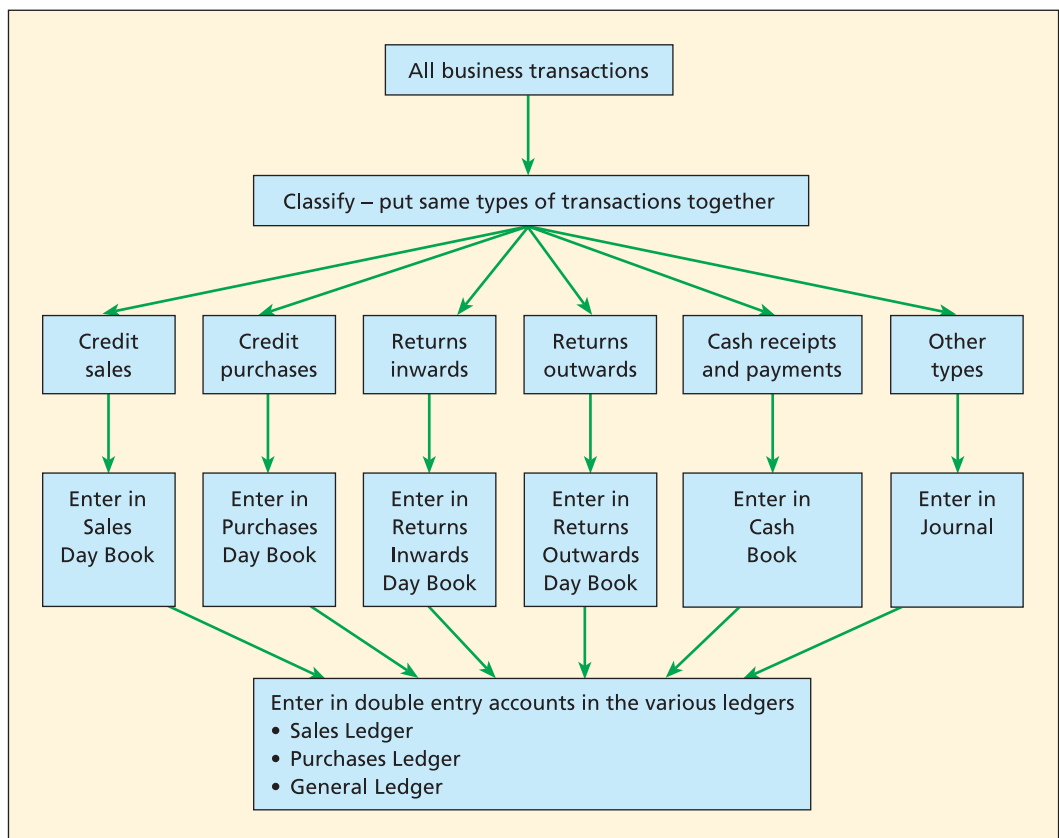 All business transactions
Classify – put same types of transactions together
Credit
sales
Credit
purchases
Returns
inwards
Returns
outwards
Cash receipts
and payments
Other
types
Enter in
Sales
Day Book
Enter in
Purchases
Day Book
Enter in
Returns
Inwards
Day Book
Enter in
Returns
Outwards
Day Book
Enter in
Cash
Book
Enter in
Journal
Enter in double entry accounts in the various ledgers
• Sales Ledger
• Purchases Ledger
• General Ledger